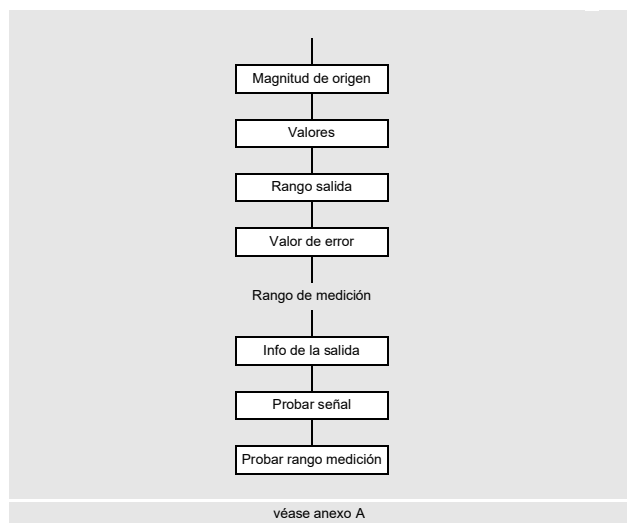 Magnitud de origen
Valores
Rango salida
Valor de error
Rango de medición
Info de la salida
Probar señal
Probar rango medición
véase anexo A